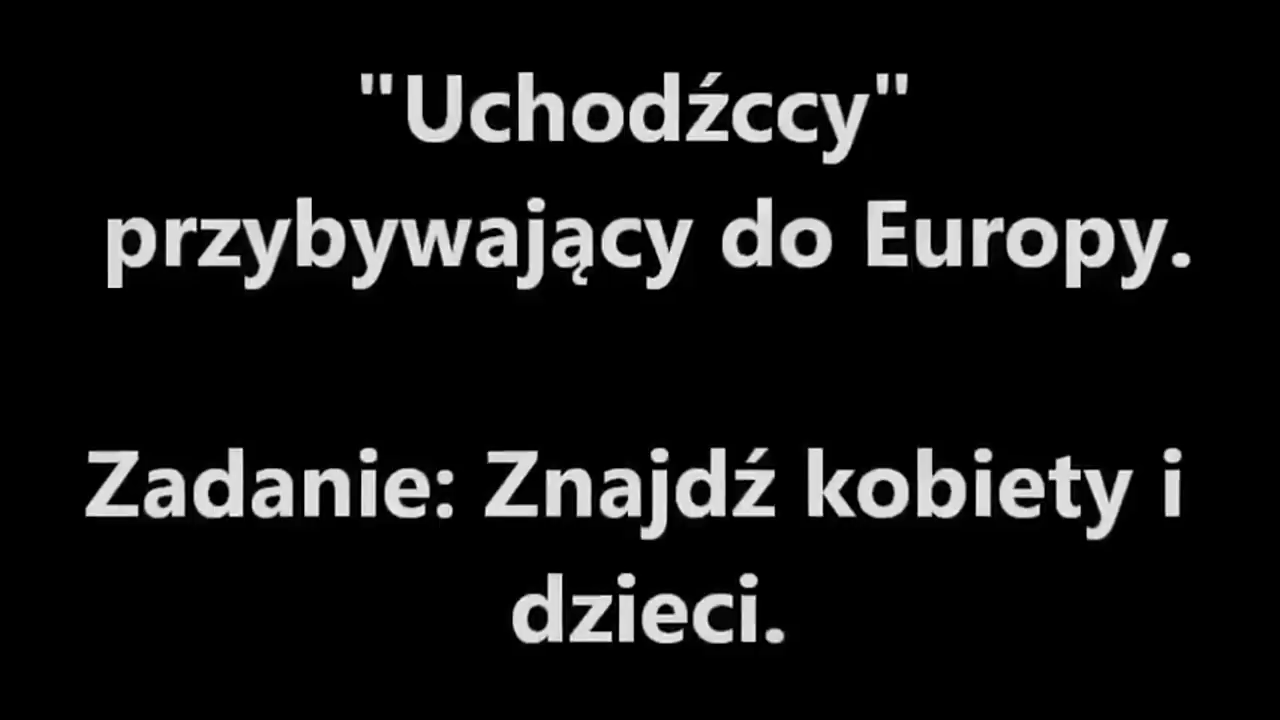 "Uchodźccy"
przybywający do Europy.
Zadanie: Znajdź kobiety i
dzieci.